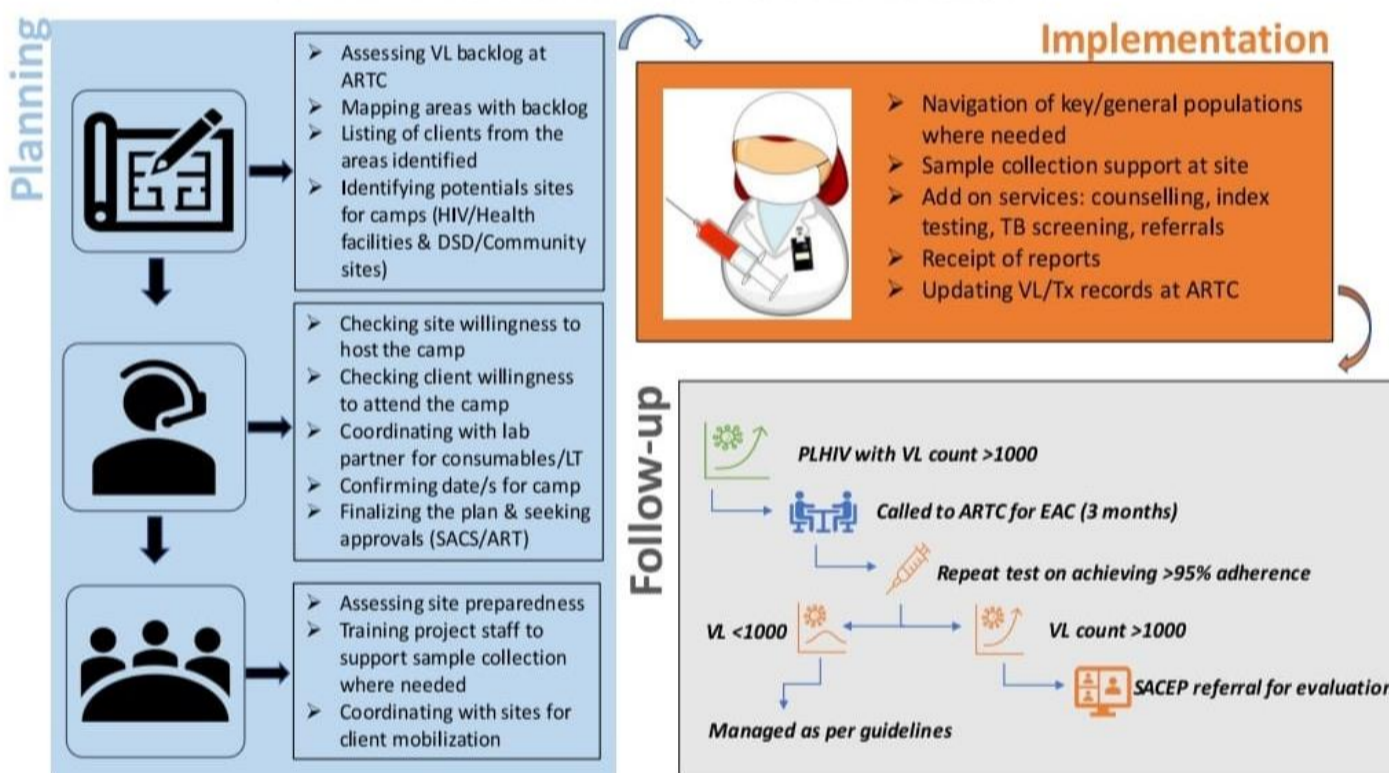 Planning
➢ Assessing VL backlog at
ARTC
➢ Mapping areas with backlog
➢ Listing of clients from the
areas identified
➢ Identifying potentials sites
for camps (HIV/Health
facilities & DSD/Community
sites)
➢ Checking site willingness to
host the camp
➢ Checking client willingness
to attend the camp
➢ Coordinating with lab
partner for consumables/LT
➢ Confirming date/s for camp
➢ Finalizing the plan & seeking
approvals (SACS/ART)
➢ Assessing site preparedness
➢ Training project staff to
support sample collection
where needed
➢ Coordinating with sites for
client mobilization
Implementation
➢ Navigation of key/general populations
where needed
➢ Sample collection support at site
➢ Add on services: counselling, index
testing, TB screening, referrals
➢ Receipt of reports
➢ Updating VL/Tx records at ARTC
Follow-up
PLHIV with VL count >1000
Called to ARTC for EAC (3 months)
Repeat test on achieving >95% adherence
VL <1000
VL count >1000
SACEP referral for evaluation
Managed as per guidelines